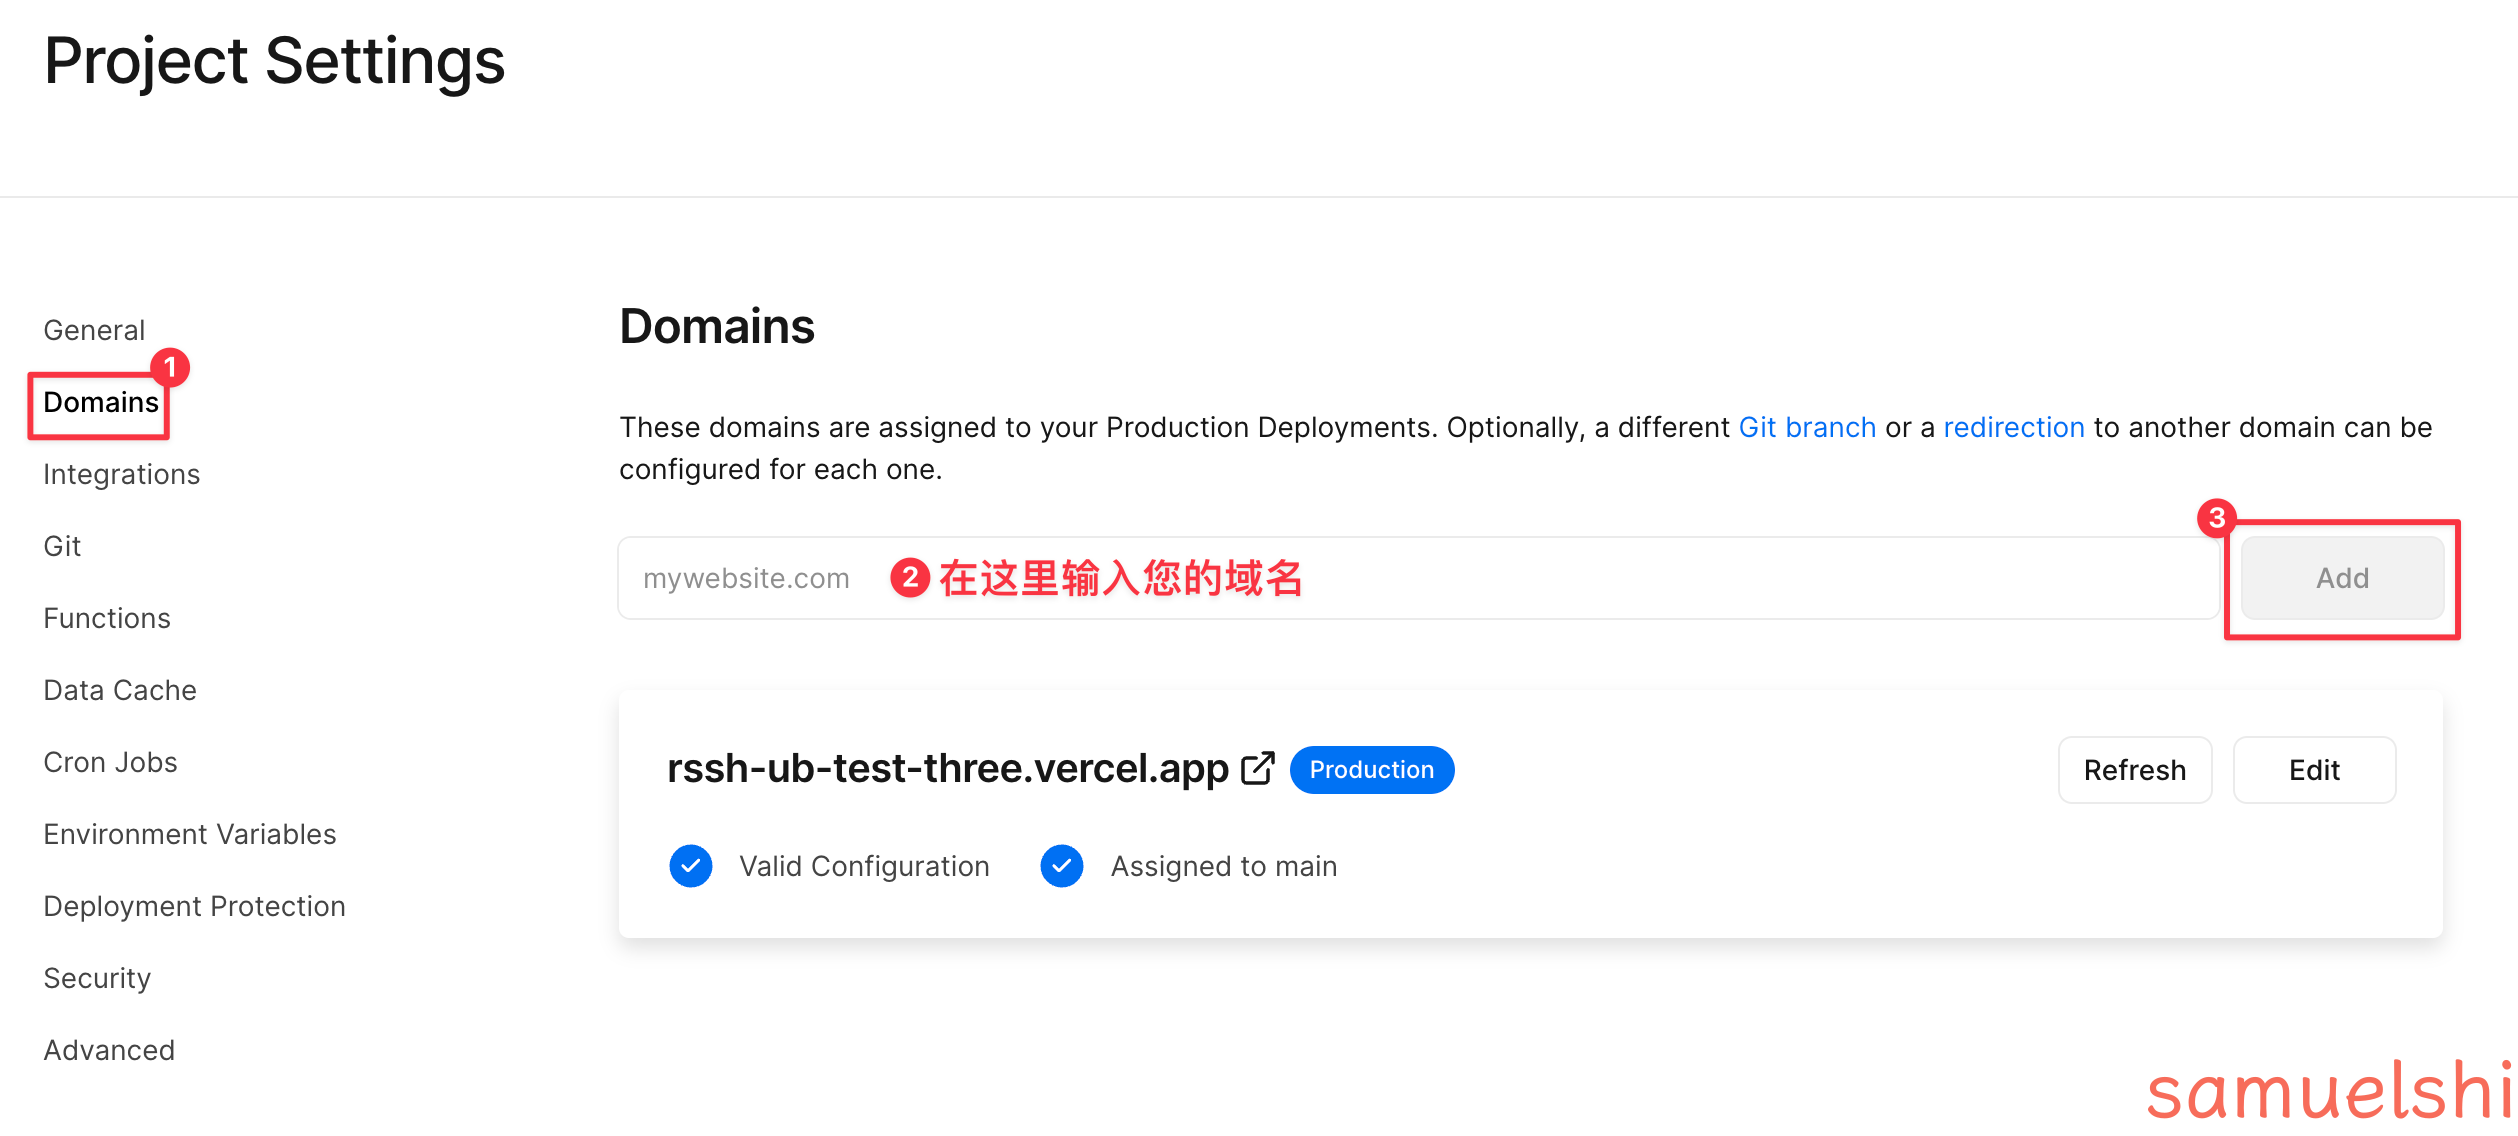 Project Settings
General
1
Domains
Integrations
Git
Functions
Data Cache
Cron Jobs
Environment Variables
Deployment Protection
Security
Advanced
Domains
These domains are assigned to your Production Deployments. Optionally, a different Git branch or a redirection to another domain can be
configured for each one.
mywebsite.com 2 在这里输入您的域名
3
Add
rssh-ub-test-three.vercel.app Production Refresh Edit
Valid Configuration Assigned to main
samuelshi